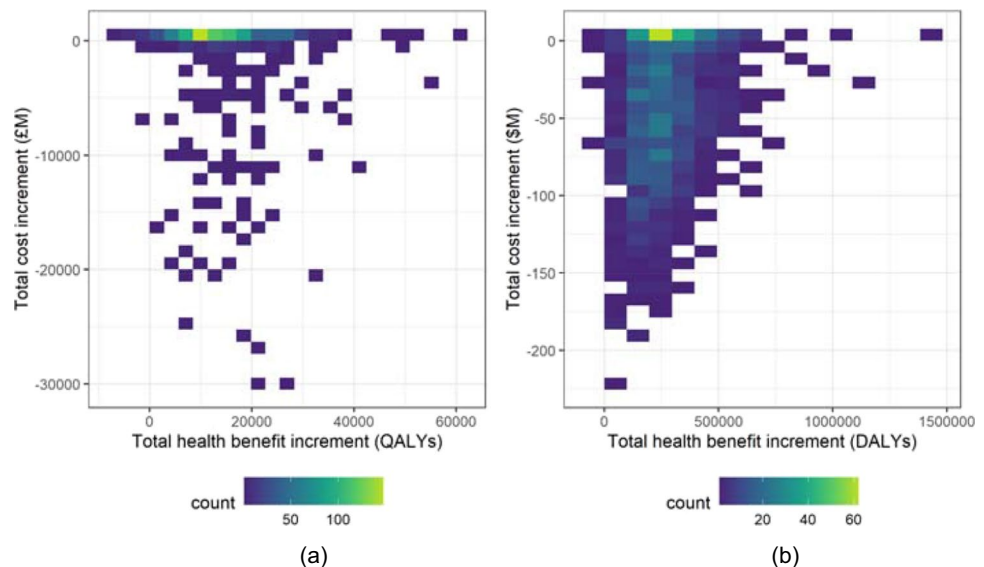 0
-10000
-20000
-30000
Total cost increment (£M)
0
20000
40000
60000
Total health benefit increment (QALYs)
count
50
100
(a)
0
-50
-100
-150
-200
Total cost increment ($M)
0
500000
1000000
1500000
Total health benefit increment (DALYs)
count
20
40
60
(b)